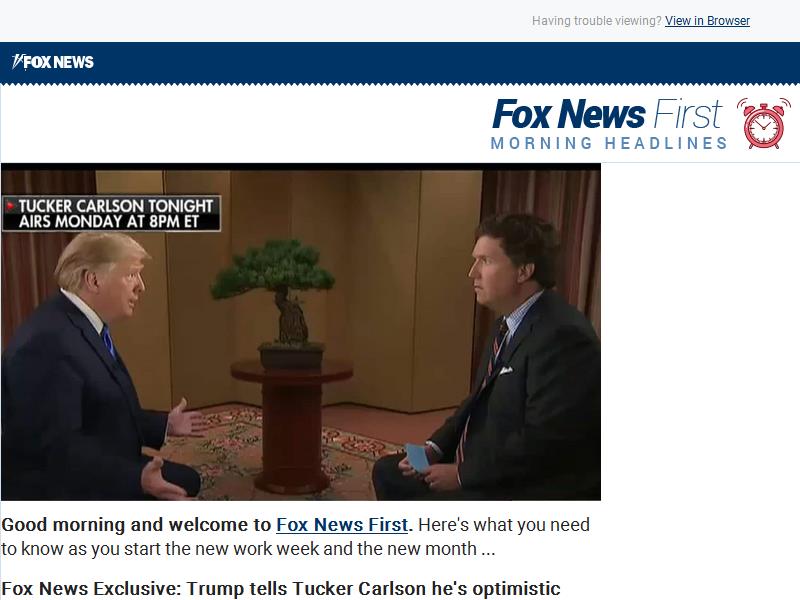 Having trouble viewing? View in Browser
FOX NEWS
Fox News First
MORNING HEADLINES
TUCKER CARLSON TONIGHT
AIRS MONDAY AT 8PM ET
Good morning and welcome to Fox News First. Here's what you need
to know as you start the new work week and the new month ...
Fox News Exclusive: Trump tells Tucker Carlson he's optimistic